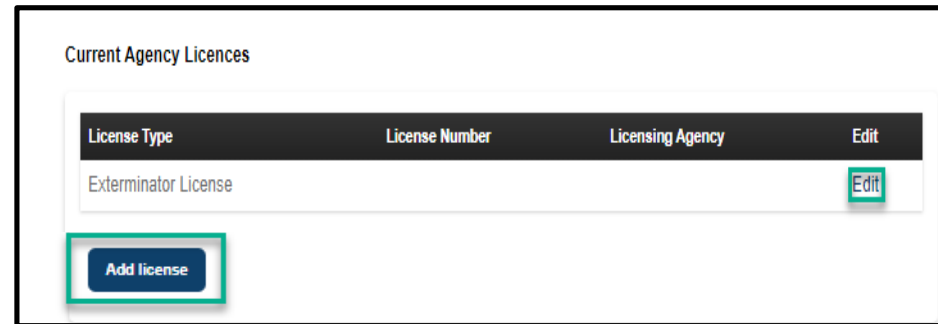 Current Agency Licences
License Type License Number Licensing Agency Edit
Exterminator License Edit
Add license